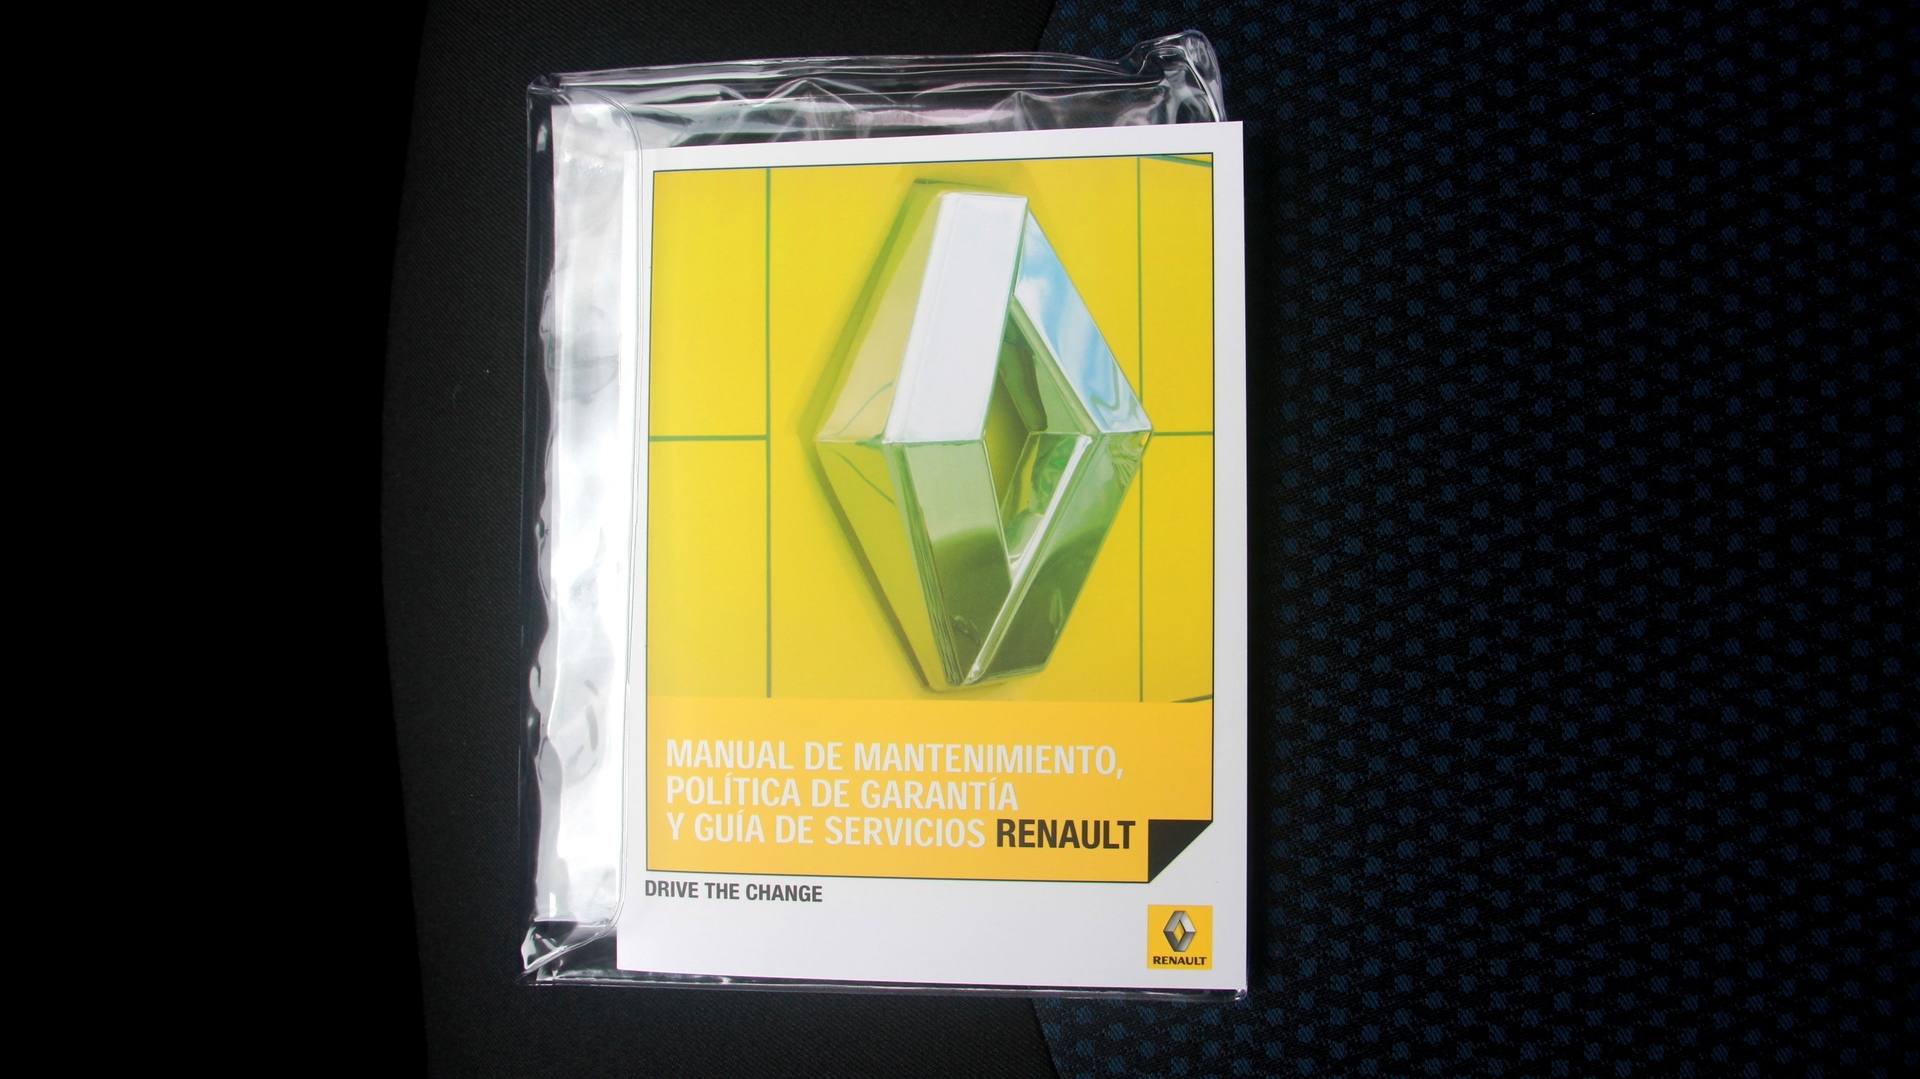 MANUAL DE MANTENIMIENTO,
POLÍTICA DE GARANTÍA
Y GUÍA DE SERVICIOS RENAULT
DRIVE THE CHANGE
RENAULT